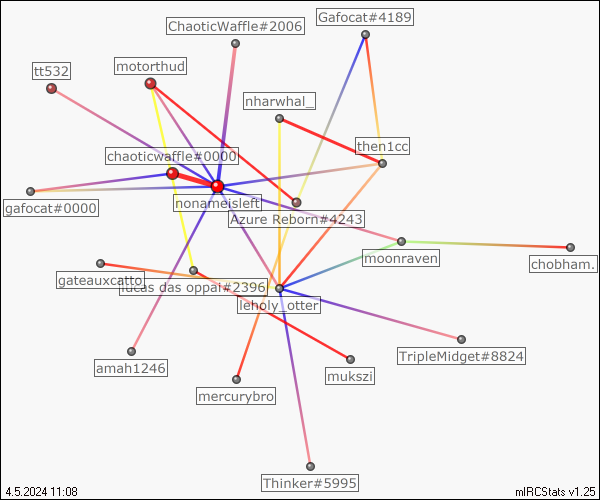 Gafocat#4189
ChaoticWaffle#2006
motorthud
tt532
nharwhal_
then1cc
chaoticwaffle#0000
nonameisleft
gafocat#0000
Azure Reborn#4243
moonraven
chobham.
gateauxcatto
lucas das oppai#2396
leholy_otter
TripleMidget#8824
amah1246
mukszi
mercurybro
Thinker#5995
4.5.2024 11:08
mIRCStats v1.25